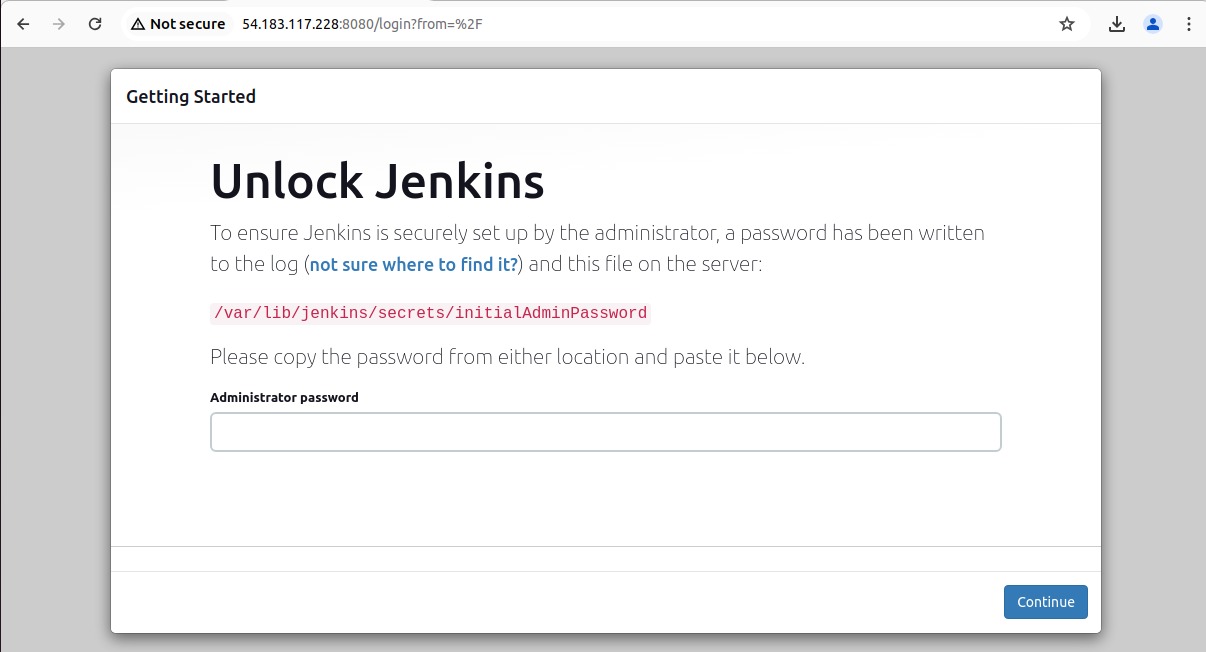 Not secure 54.183.117.228:8080/login?from=%2F
Getting Started
Unlock Jenkins
To ensure Jenkins is securely set up by the administrator, a password has been written
to the log (not sure where to find it?) and this file on the server:
/var/lib/jenkins/secrets/initialAdminPassword
Please copy the password from either location and paste it below.
Administrator password
Continue